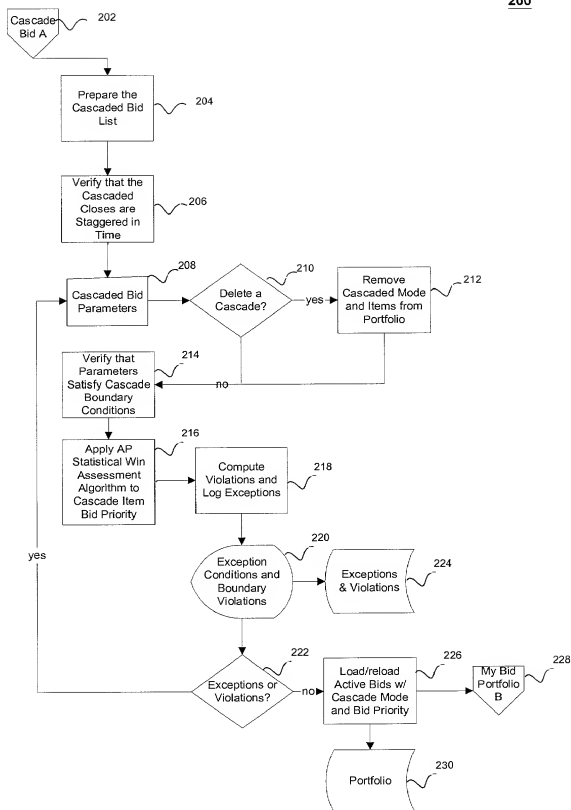 200
Cascade
Bid A
202
Prepare the
Cascaded Bid
List
204
Verify that the
Cascaded
Closes are
Staggered in
Time
206
Cascaded Bid
Parameters
208
Delete a
Cascade?
210
yes
Remove
Cascaded Mode
and Items from
Portfolio
212
Verify that
Parameters
Satisfy Cascade
Boundary
Conditions
214
no
Apply AP
Statistical Win
Assessment
Algorithm to
Cascade Item
Bid Priority
216
Compute
Violations and
Log Exceptions
218
yes
Exception
Conditions and
Boundary
Violations
220
Exceptions
& Violations
224
Exceptions or
Violations?
222
no
Load/reload
Active Bids w/
Cascade Mode
and Bid Priority
226
My Bid
Portfolio
B
228
Portfolio
230